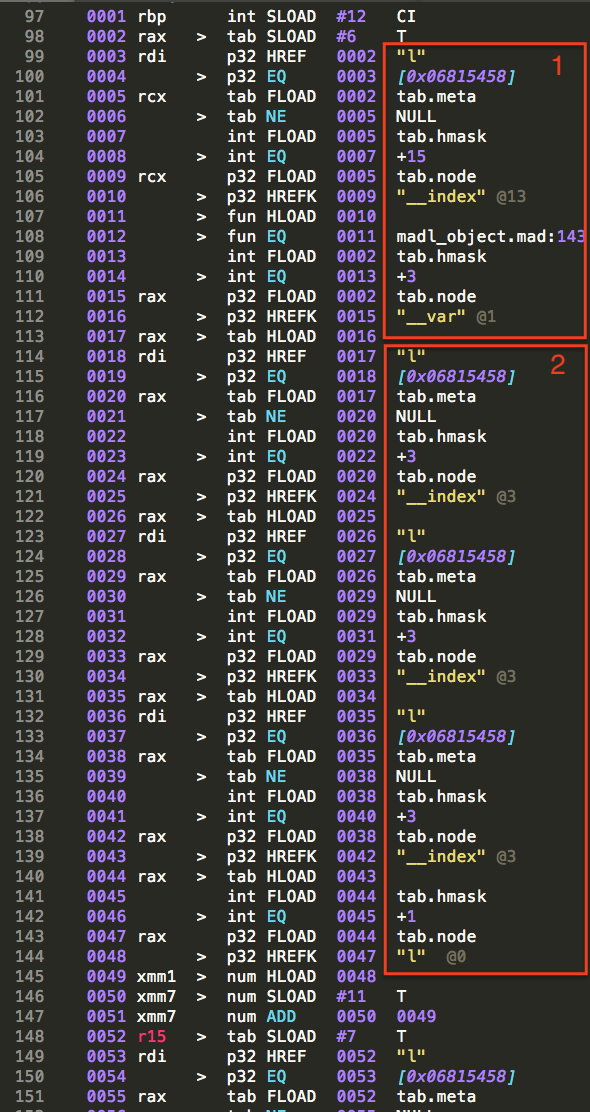 97 0001 rbp int SLOAD #12 CI
98 0002 rax > tab SLOAD #6 T
99 0003 rdi p32 HREF 0002 "l"
1
100 0004 > p32 EQ 0003 [0x06815458]
101 0005 rcx tab FLOAD 0002 tab.meta
102 0006 > tab NE 0005 NULL
103 0007 int FLOAD 0005 tab.hmask
104 0008 > int EQ 0007 +15
105 0009 rcx p32 FLOAD 0005 tab.node
106 0010 > p32 HREFK 0009 "__index" @13
107 0011 > fun HLOAD 0010
108 0012 > fun EQ 0011 madl_object.mad:143
109 0013 int FLOAD 0002 tab.hmask
110 0014 > int EQ 0013 +3
111 0015 rax p32 FLOAD 0002 tab.node
112 0016 > p32 HREFK 0015 "__var" @1
113 0017 rax > tab HLOAD 0016
114 0018 rdi p32 HREF 0017 "l"
2
115 0019 > p32 EQ 0018 [0x06815458]
116 0020 rax tab FLOAD 0017 tab.meta
117 0021 > tab NE 0020 NULL
118 0022 int FLOAD 0020 tab.hmask
119 0023 > int EQ 0022 +3
120 0024 rax p32 FLOAD 0020 tab.node
121 0025 > p32 HREFK 0024 "__index" @3
122 0026 rax > tab HLOAD 0025
123 0027 rdi p32 HREF 0026 "l"
124 0028 > p32 EQ 0027 [0x06815458]
125 0029 rax tab FLOAD 0026 tab.meta
126 0030 > tab NE 0029 NULL
127 0031 int FLOAD 0029 tab.hmask
128 0032 > int EQ 0031 +3
129 0033 rax p32 FLOAD 0029 tab.node
130 0034 > p32 HREFK 0033 "__index" @3
131 0035 rax > tab HLOAD 0034
132 0036 rdi p32 HREF 0035 "l"
133 0037 > p32 EQ 0036 [0x06815458]
134 0038 rax tab FLOAD 0035 tab.meta
135 0039 > tab NE 0038 NULL
136 0040 int FLOAD 0038 tab.hmask
137 0041 > int EQ 0040 +3
138 0042 rax p32 FLOAD 0038 tab.node
139 0043 > p32 HREFK 0042 "__index" @3
140 0044 rax > tab HLOAD 0043
141 0045 int FLOAD 0044 tab.hmask
142 0046 > int EQ 0045 +1
143 0047 rax p32 FLOAD 0044 tab.node
144 0048 > p32 HREFK 0047 "l" @0
145 0049 xmm1 > num HLOAD 0048
146 0050 xmm7 > num SLOAD #11 T
147 0051 xmm7 num ADD 0050 0049
148 0052 r15 > tab SLOAD #7 T
149 0053 rdi p32 HREF 0052 "l"
150 0054 > p32 EQ 0053 [0x06815458]
151 0055 rax tab FLOAD 0052 tab.meta